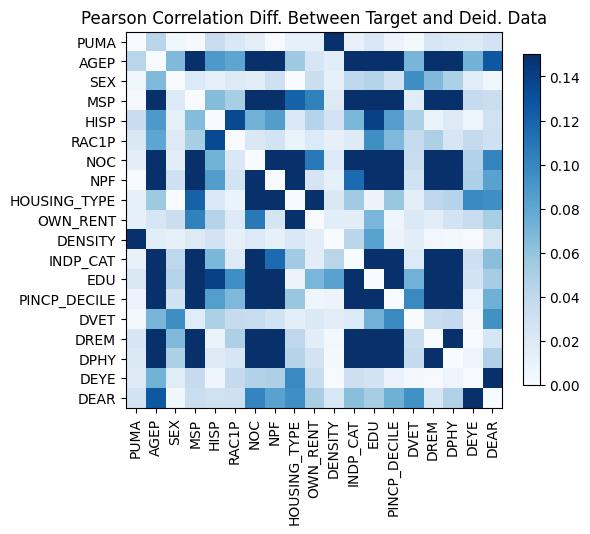 Pearson Correlation Diff. Between Target and Deid. Data
PUMA
AGEP
SEX
MSP
HISP
RAC1P
NOC
NPF
HOUSING_TYPE
OWN_RENT
DENSITY
INDP_CAT
EDU
PINCP_DECILE
DVET
DREM
DPHY
DEYE
DEAR
PUMA
AGEP
SEX
MSP
HISP
RAC1P
NOC
NPF
HOUSING_TYPE
OWN_RENT
DENSITY
INDP_CAT
EDU
PINCP_DECILE
DVET
DREM
DPHY
DEYE
DEAR
0.14
0.12
0.10
0.08
0.06
0.04
0.02
0.00